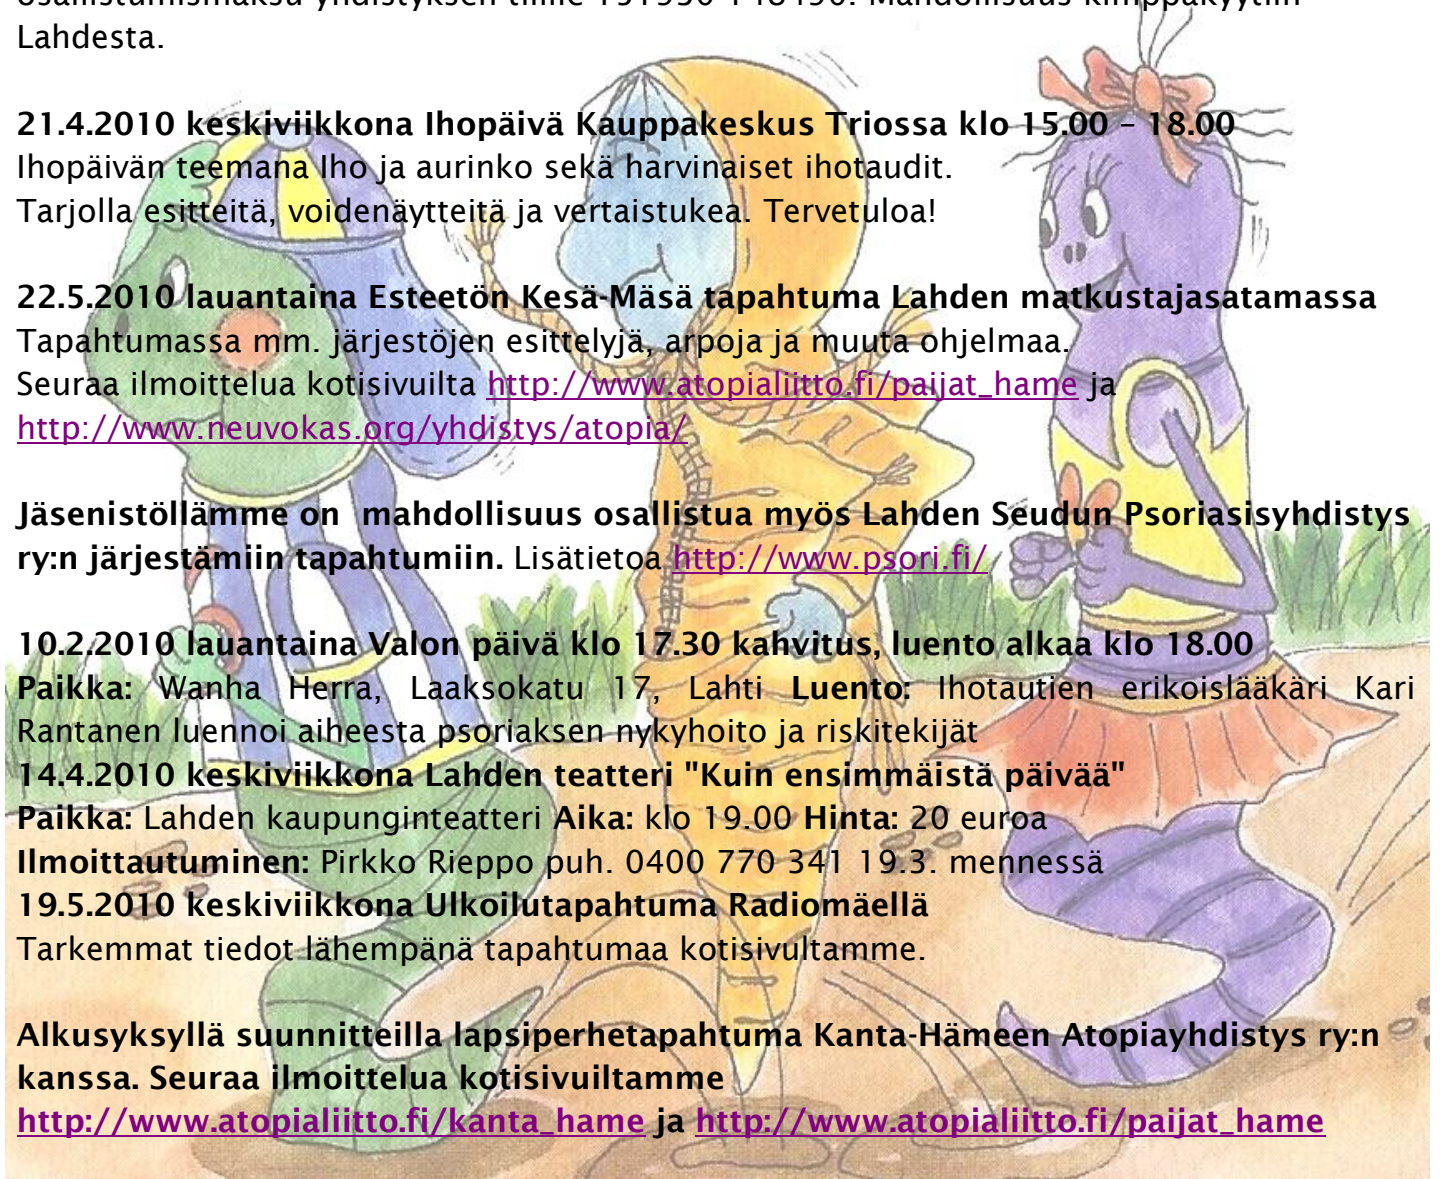 osallistumismaksu yhdistyksen tilille 151930-148490. Mahdollisuus kimppakyytiin
Lahdesta.
21.4.2010 keskiviikkona Ihopäivä Kauppakeskus Triossa klo 15.00 – 18.00
Ihopäivän teemana Iho ja aurinko sekä harvinaiset ihotaudit.
Tarjolla esitteitä, voidenäytteitä ja vertaistukea. Tervetuloa!
22.5.2010 lauantaina Esteetön Kesä-Mäsä tapahtuma Lahden matkustajasatamassa
Tapahtumassa mm. järjestöjen esittelyjä, arpoja ja muuta ohjelmaa.
Seuraa ilmoittelua kotisivuilta http://www.atopialiitto.fi/paijat_hame ja
http://www.neuvokas.org/yhdistys/atopia/
Jäsenistöllämme on mahdollisuus osallistua myös Lahden Seudun Psoriasisyhdistys
ry:n järjestämiin tapahtumiin. Lisätietoa http://www.psori.fi/
10.2.2010 lauantaina Valon päivä klo 17.30 kahvitus, luento alkaa klo 18.00
Paikka: Wanha Herra, Laaksokatu 17, Lahti Luento: Ihotautien erikoislääkäri Kari
Rantanen luennoi aiheesta psoriaksen nykyhoito ja riskitekijät
14.4.2010 keskiviikkona Lahden teatteri "Kuin ensimmäistä päivää"
Paikka: Lahden kaupunginteatteri Aika: klo 19.00 Hinta: 20 euroa
Ilmoittautuminen: Pirkko Rieppo puh. 0400 770 341 19.3. mennessä
19.5.2010 keskiviikkona Ulkoilutapahtuma Radiomäellä
Tarkemmat tiedot lähempänä tapahtumaa kotisivultamme.
Alkusyksyllä suunnitteilla lapsiperhetapahtuma Kanta-Hämeen Atopiayhdistys ry:n
kanssa. Seuraa ilmoittelua kotisivuiltamme
http://www.atopialiitto.fi/kanta_hame ja http://www.atopialiitto.fi/paijat_hame